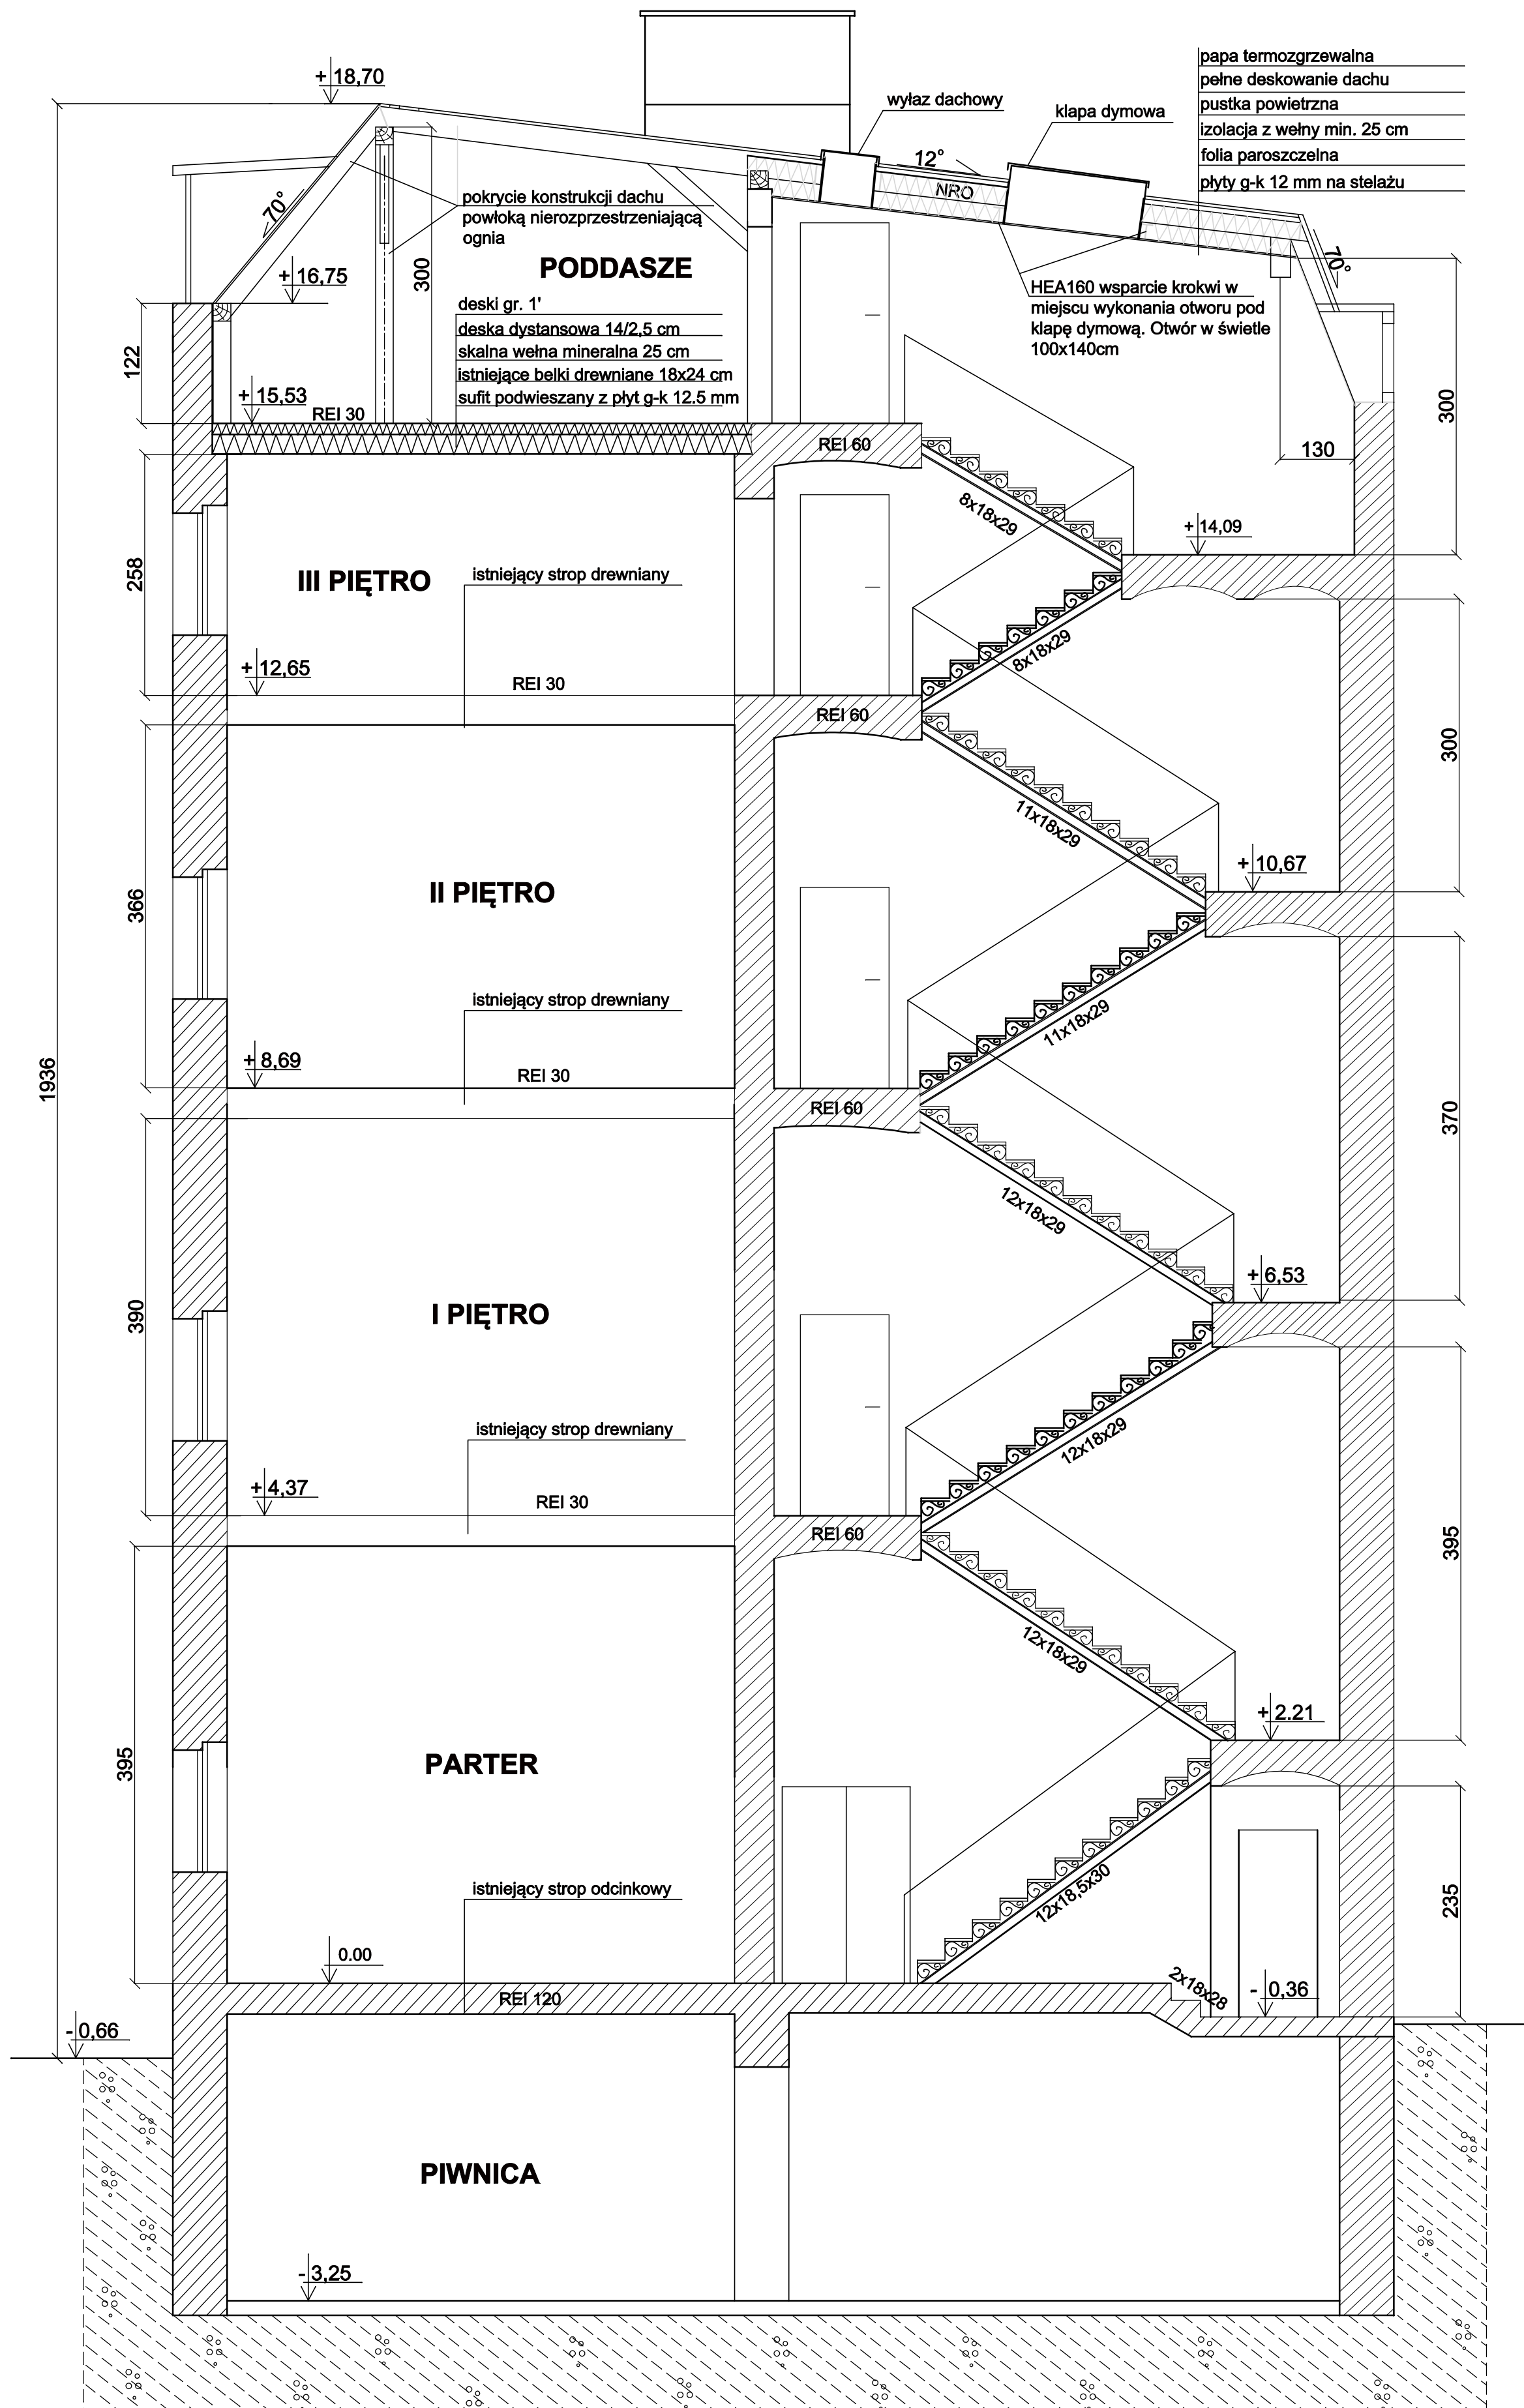 + 18,70
wyłaz dachowy
klapa dymowa
papa termozgrzewalna
pełne deskowanie dachu
pustka powietrzna
izolacja z wełny min. 25 cm
folia paroszczelna
płyty g-k 12 mm na stelażu
12°
NRO
70°
pokrycie konstrukcji dachu
powłoką nierozprzestrzeniającą
ognia
300
PODDASZE
+ 16,75
70°
HEA160 wsparcie krokwi w
miejscu wykonania otworu pod
klapę dymową. Otwór w świetle
100x140cm
deski gr. 1'
deska dystansowa 14/2,5 cm
skalna wełna mineralna 25 cm
istniejące belki drewniane 18x24 cm
sufit podwieszany z płyt g-k 12.5 mm
122
+ 15,53
REI 30
REI 60
300
130
8x18x29
+ 14,09
258
III PIĘTRO
istniejący strop drewniany
8x18x29
+ 12,65
REI 30
REI 60
300
11x18x29
+ 10,67
366
II PIĘTRO
istniejący strop drewniany
11x18x29
+ 8,69
REI 30
REI 60
1936
370
12x18x29
+ 6,53
390
I PIĘTRO
istniejący strop drewniany
12x18x29
+ 4,37
REI 30
REI 60
395
12x18x29
+ 2.21
395
PARTER
istniejący strop odcinkowy
12x18,5x30
235
0.00
REI 120
2x18x28
- 0,36
- 0,66
PIWNICA
- 3,25